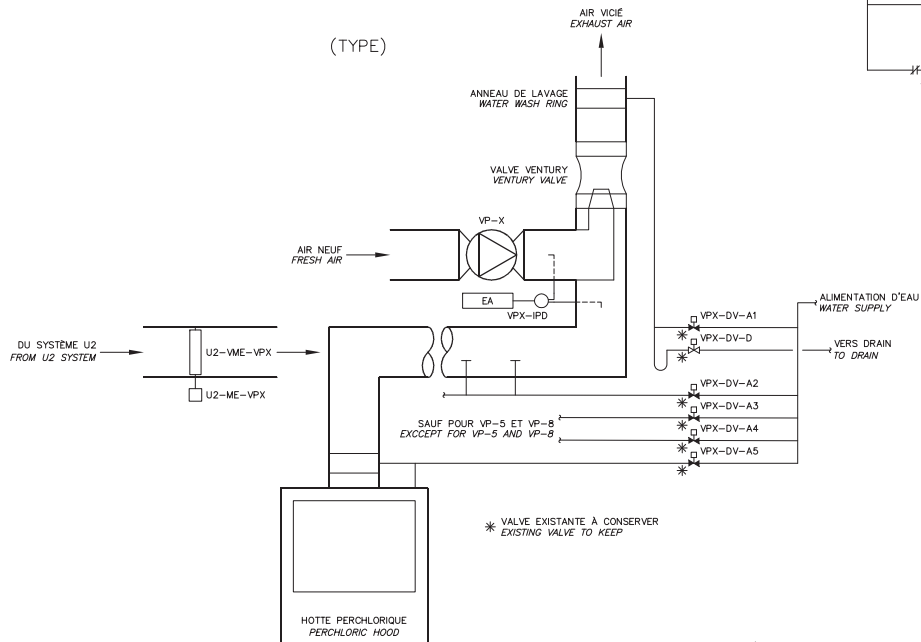 AIR VICIÉ
EXHAUST AIR
(TYPE)
ANNEAU DE LAVAGE
WATER WASH RING
VALVE VENTURY
VENTURY VALVE
VP-X
AIR NEUF
FRESH AIR
EA
VPX-IPD
ALIMENTATION D'EAU
WATER SUPPLY
VPX-DV-A1
DU SYSTÈME U2
FROM U2 SYSTEM
U2-VME-VPX
VPX-DV-D
VERS DRAIN
TO DRAIN
U2-ME-VPX
VPX-DV-A2
VPX-DV-A3
SAUF POUR VP-5 ET VP-8
EXCCEPT FOR VP-5 AND VP-8
VPX-DV-A4
VPX-DV-A5
VALVE EXISTANTE À CONSERVER
EXISTING VALVE TO KEEP
HOTTE PERCHLORIQUE
PERCHLORIC HOOD